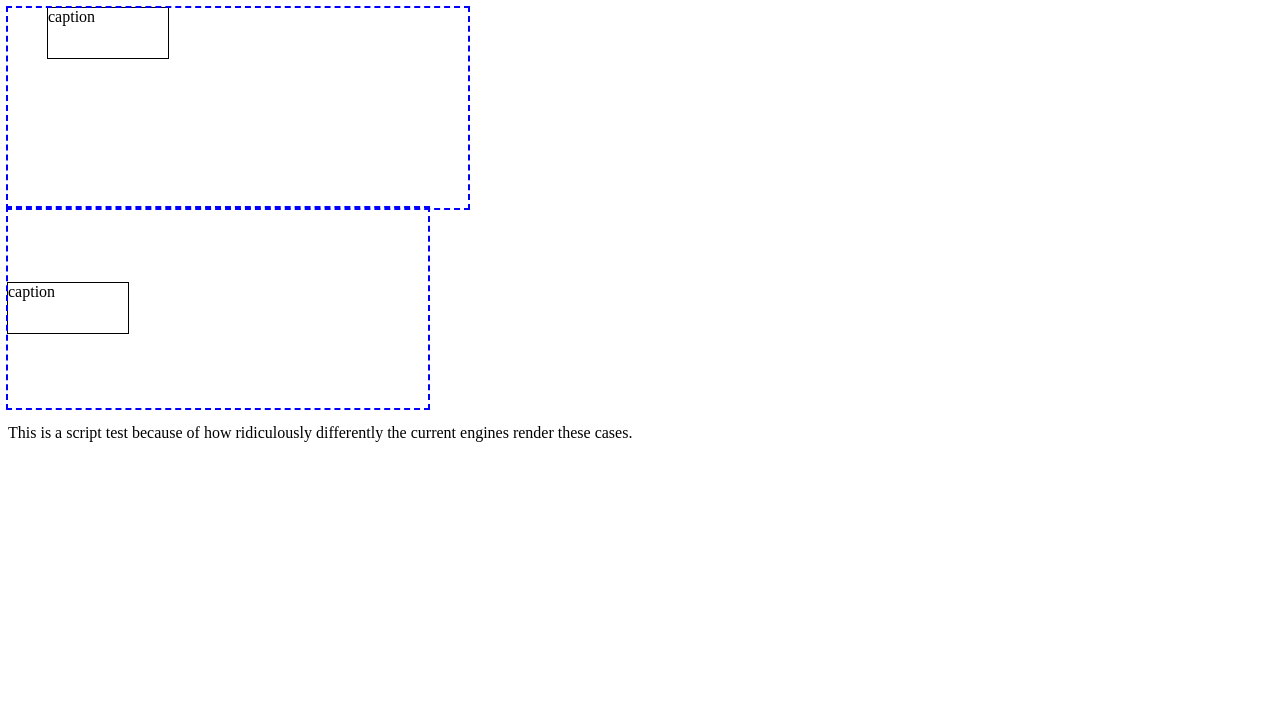 caption
caption
This is a script test because of how ridiculously differently the current engines render these cases.